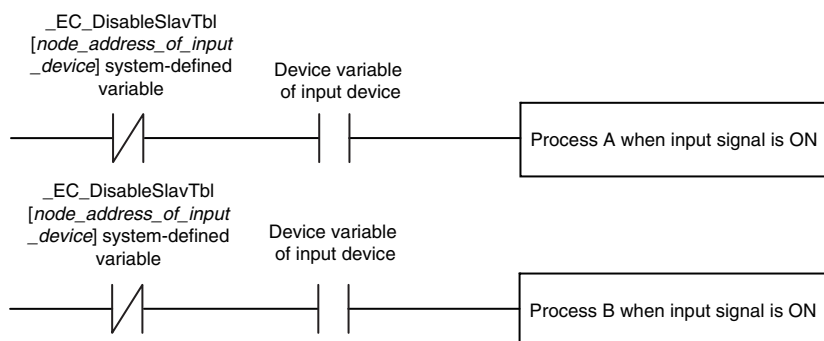 _EC_DisableSlavTbl
[node_address_of_input
_device] system-defined
variable
Device variable
of input device
Process A when input signal is ON
_EC_DisableSlavTbl
[node_address_of_input
_device] system-defined
variable
Device variable
of input device
Process B when input signal is ON